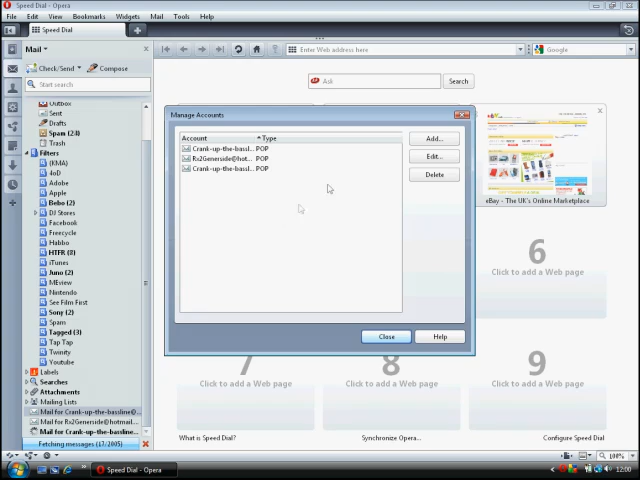 Speed Dial - Opera
File Edit View Bookmarks Widgets Mail Tools Help
Speed Dial
Mail
Enter Web address here
Google
Check/Send Compose
Start search
Ask
Search
Outbox
Sent
Drafts
Spam (23)
Trash
Filters
(KMA)
4oD
Adobe
Apple
Bebo (2)
DJ Stores
Facebook
Freecycle
Habbo
HTFR (8)
iTunes
Juno (2)
MEview
Nintendo
See Film First
Sony (2)
Spam
Tagged (3)
Tap Tap
Twinity
Youtube
Labels
Searches
Attachments
Mailing Lists
Mail for Crank-up-the-bassline@...
Mail for Rs2Generside@hotmail...
Mail for Crank-up-the-bassline...
Fetching messages (17/2005)
Manage Accounts
Account Type
Crank-up-the-bassl... POP
Rs2Generside@hot... POP
Crank-up-the-bassl... POP
Add...
Edit...
Delete
Close
Help
eBay - The UK's Online Marketplace
6
Click to add a Web page
7
Click to add a Web page
8
Click to add a Web page
9
Click to add a Web page
What is Speed Dial?
Synchronize Opera...
Configure Speed Dial
100%
Speed Dial - Opera
12:00